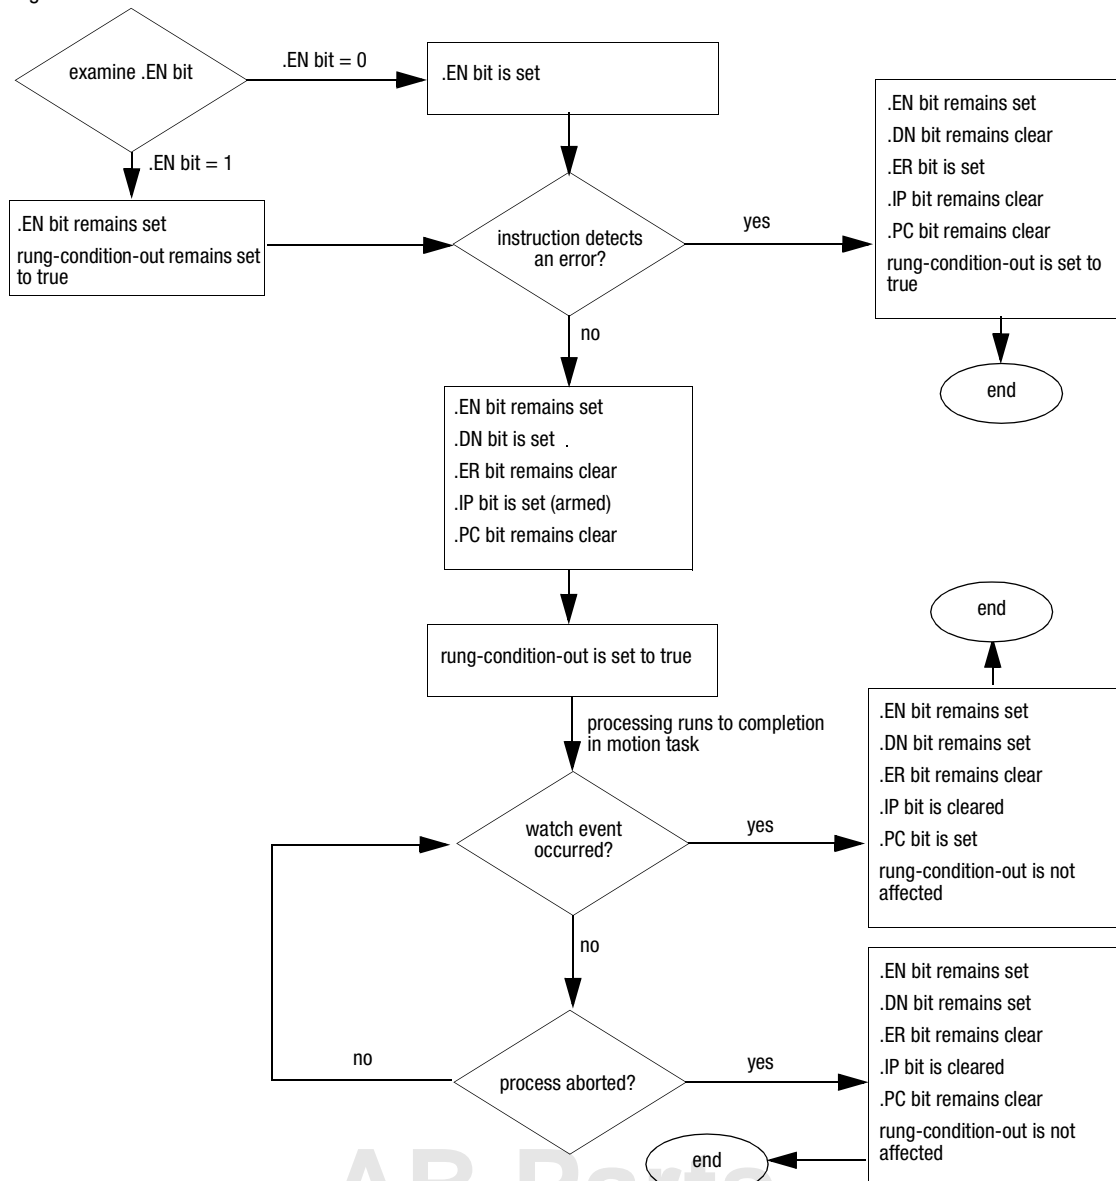 examine .EN bit
.EN bit = 0
.EN bit is set
.EN bit = 1
.EN bit remains set
rung-condition-out remains set
to true
instruction detects
an error?
yes
.EN bit remains set
.DN bit remains clear
.ER bit is set
.IP bit remains clear
.PC bit remains clear
rung-condition-out is set to
true
end
no
.EN bit remains set
.DN bit is set .
.ER bit remains clear
.IP bit is set (armed)
.PC bit remains clear
rung-condition-out is set to true
processing runs to completion
in motion task
watch event
occurred?
yes
end
.EN bit remains set
.DN bit remains set
.ER bit remains clear
.IP bit is cleared
.PC bit is set
rung-condition-out is not
affected
no
process aborted?
no
yes
.EN bit remains set
.DN bit remains set
.ER bit remains clear
.IP bit is cleared
.PC bit remains clear
rung-condition-out is not
affected
end
AB Parts